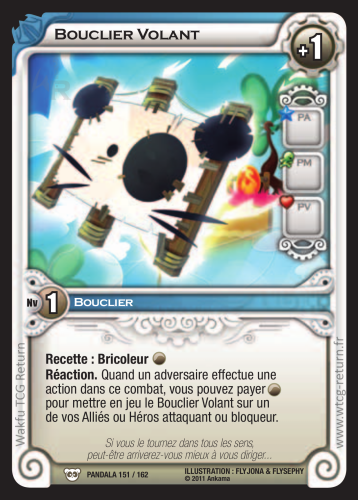 BOUCLIER VOLANT
+1
PA
PM
PV
Nv 1 BOUCLIER
Recette : Bricoleur
Réaction. Quand un adversaire effectue une
action dans ce combat, vous pouvez payer
pour mettre en jeu le Bouclier Volant sur un
de vos Alliés ou Héros attaquant ou bloqueur.
Si vous le tournez dans tous les sens,
peut-être arriverez-vous mieux à vous diriger...
PANDALA 151 / 162
ILLUSTRATION : FLYJONA & FLYSEPHY
© 2011 Ankama
Wakfu TCG Return
www.wtcg-return.fr